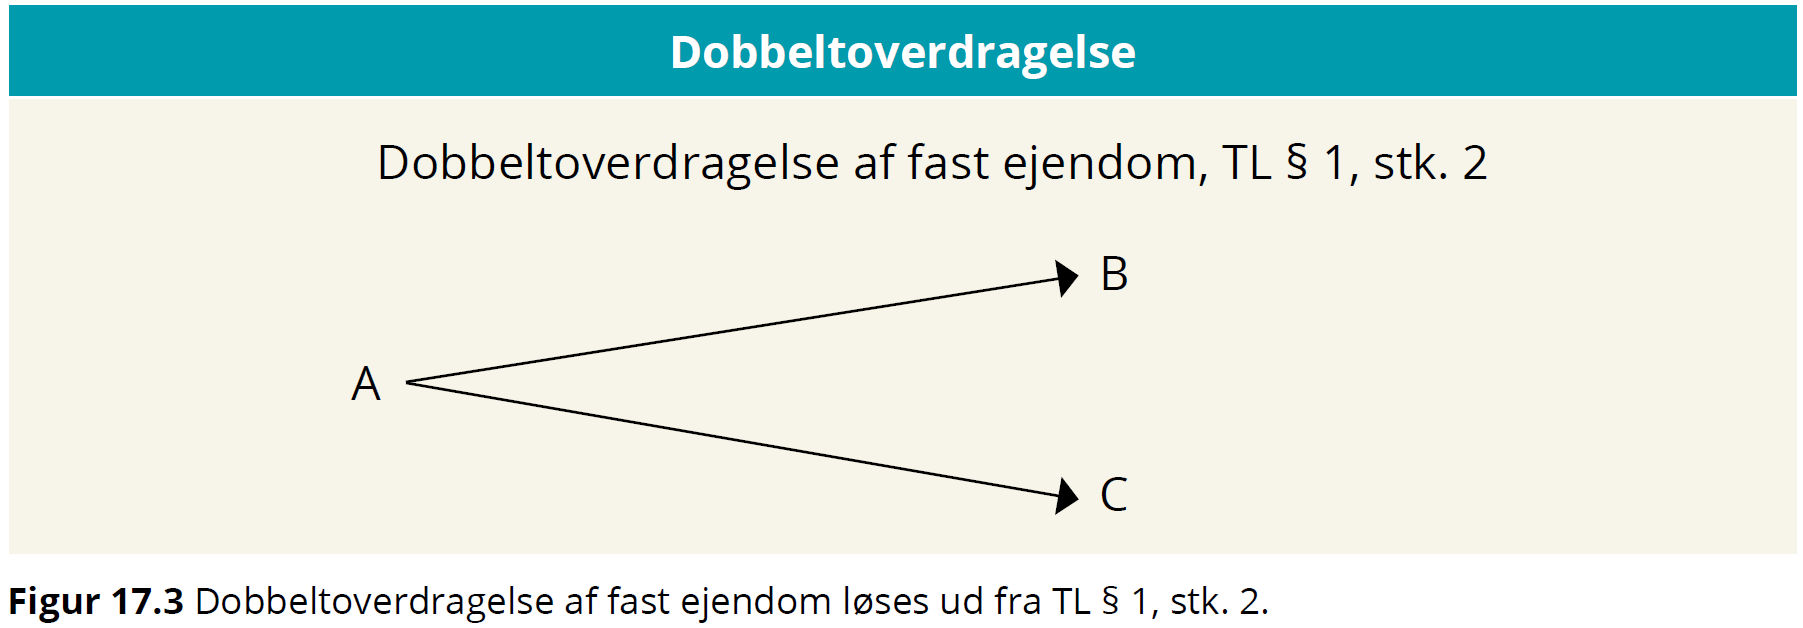 Dobbeltoverdragelse
Dobbeltoverdragelse af fast ejendom, TL § 1, stk. 2
B
A
C
Figur 17.3 Dobbeltoverdragelse af fast ejendom løses ud fra TL § 1, stk. 2.